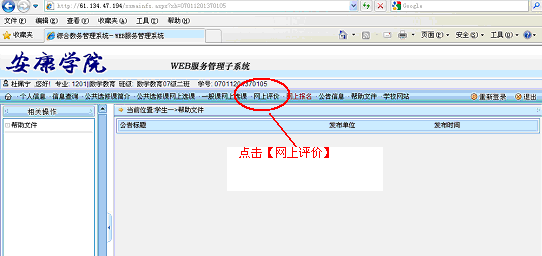 http://61.134.47.194/xsmainfs.aspx?xh=07011201370105
Google
文件(F) 编辑(E) 查看(V) 收藏夹(A) 工具(T) 帮助(H)
收藏夹 综合教务管理系统-- WEB服务管理系统
页面(P) 安全(S) 工具(O)
安康学院 WEB服务管理子系统
您好! 专业: 1201|数学教育 班级: 数学教育07级二班 学号: 07011201370105
个人信息 信息查询 公共选修课简介 公共选修课网上选课 一般课网上选课 网上评价 网上报名 公告信息 帮助文件 学校网站 重新登录 退出
相关操作
当前位置:学生-->帮助文件
帮助文件
公告标题 发布单位 发布时间
点击【网上评价】